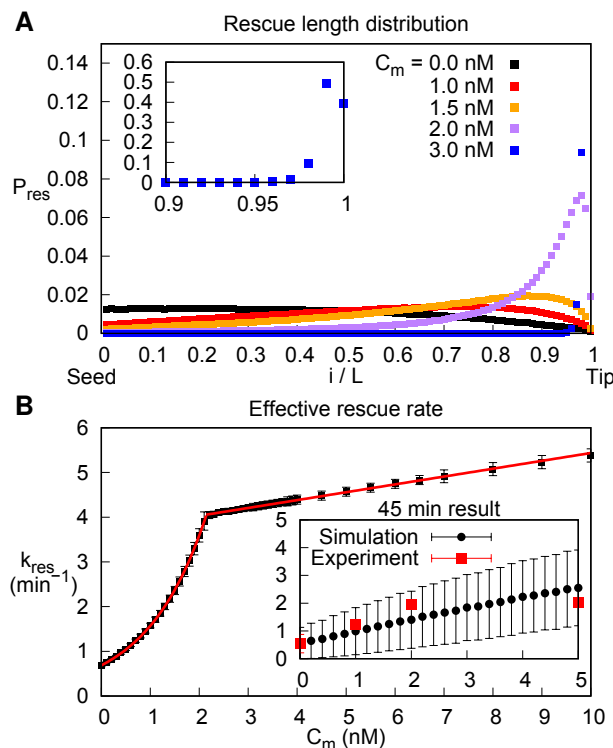 A
Rescue length distribution
P_res
0.14
0.12
0.1
0.08
0.06
0.04
0.02
0
0.6
0.5
0.4
0.3
0.2
0.1
0
0.9 0.95 1
C_m = 0.0 nM
1.0 nM
1.5 nM
2.0 nM
3.0 nM
0 0.1 0.2 0.3 0.4 0.5 0.6 0.7 0.8 0.9 1
Seed i / L Tip
B
Effective rescue rate
k_res
(min⁻¹)
6
5
4
3
2
1
0
45 min result
Simulation
Experiment
5
4
3
2
1
0
0 1 2 3 4 5
0 1 2 3 4 5 6 7 8 9 10
C_m (nM)